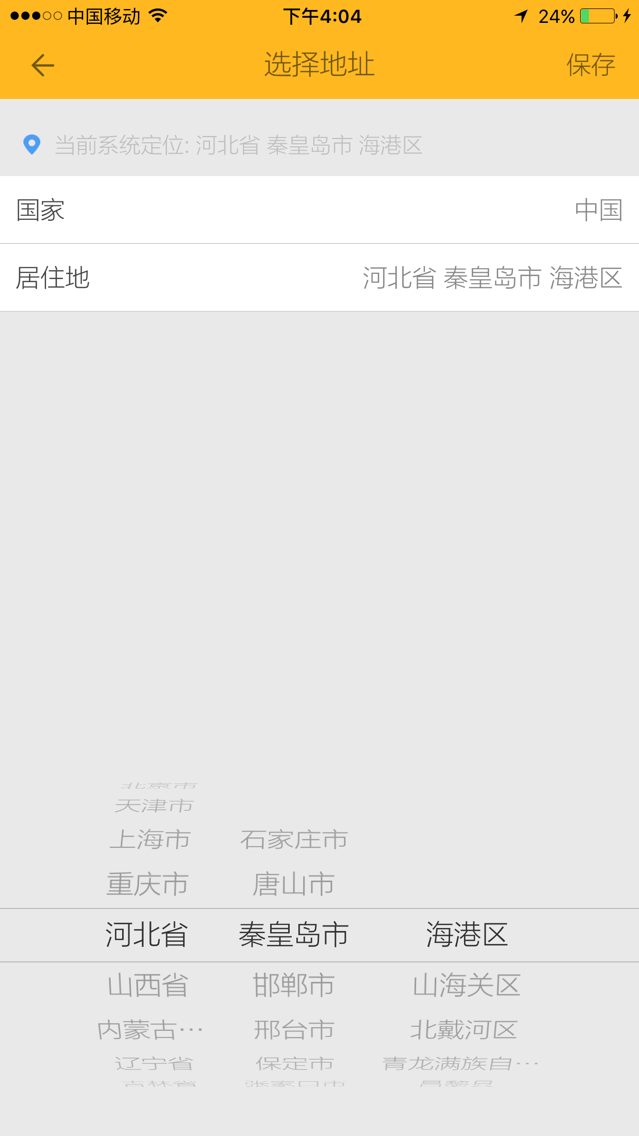 中国移动 下午4:04 24%
选择地址 保存
当前系统定位: 河北省 秦皇岛市 海港区
国家 中国
居住地 河北省 秦皇岛市 海港区
北京市
天津市
上海市 石家庄市
重庆市 唐山市
河北省 秦皇岛市 海港区
山西省 邯郸市 山海关区
内蒙古… 邢台市 北戴河区
辽宁省 保定市 青龙满族自…
吉林省 张家口市 昌黎县